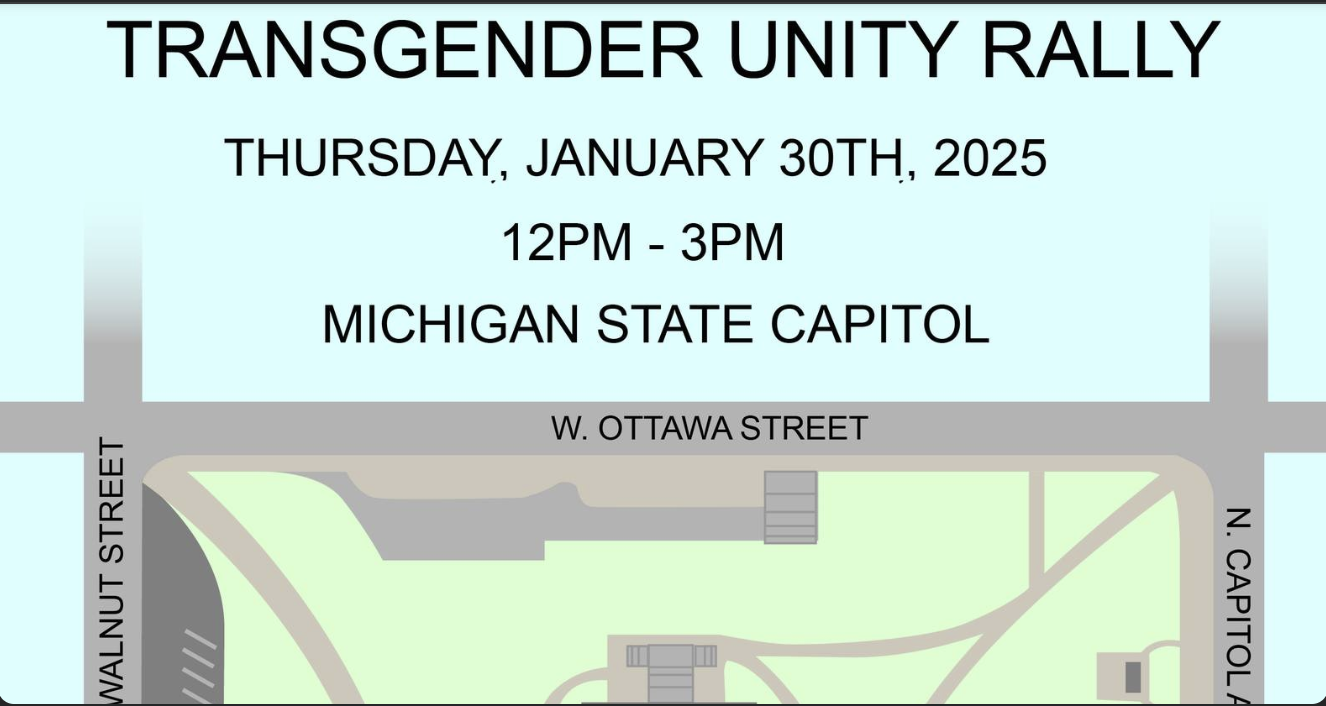 TRANSGENDER UNITY RALLY
THURSDAY, JANUARY 30TH, 2025
12PM - 3PM
MICHIGAN STATE CAPITOL
W. OTTAWA STREET
WALNUT STREET
N. CAPITOL A